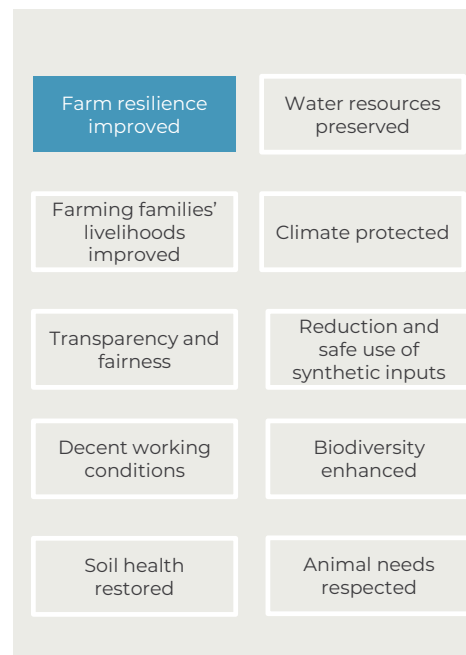 Farm resilience
improved
Water resources
preserved
Farming families’
livelihoods
improved
Climate protected
Transparency and
fairness
Reduction and
safe use of
synthetic inputs
Decent working
conditions
Biodiversity
enhanced
Soil health
restored
Animal needs
respected